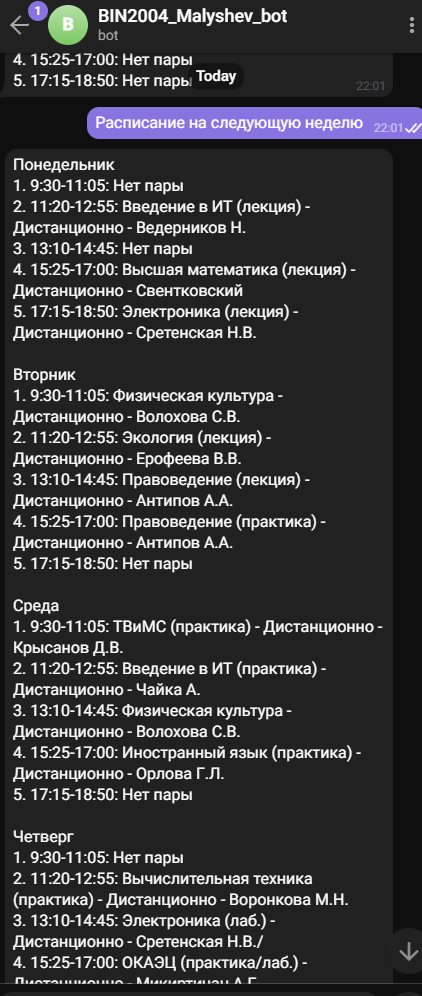 1
B
BIN2004_Malyshev_bot
bot
4. 15:25-17:00: Нет пары
5. 17:15-18:50: Нет пары
Today
22:01
Расписание на следующую неделю 22:01
Понедельник
1. 9:30-11:05: Нет пары
2. 11:20-12:55: Введение в ИТ (лекция) -
Дистанционно - Ведерников Н.
3. 13:10-14:45: Нет пары
4. 15:25-17:00: Высшая математика (лекция) -
Дистанционно - Свентковский
5. 17:15-18:50: Электроника (лекция) -
Дистанционно - Сретенская Н.В.
Вторник
1. 9:30-11:05: Физическая культура -
Дистанционно - Волохова С.В.
2. 11:20-12:55: Экология (лекция) -
Дистанционно - Ерофеева В.В.
3. 13:10-14:45: Правоведение (лекция) -
Дистанционно - Антипов А.А.
4. 15:25-17:00: Правоведение (практика) -
Дистанционно - Антипов А.А.
5. 17:15-18:50: Нет пары
Среда
1. 9:30-11:05: ТВиМС (практика) - Дистанционно -
Крысанов Д.В.
2. 11:20-12:55: Введение в ИТ (практика) -
Дистанционно - Чайка А.
3. 13:10-14:45: Физическая культура -
Дистанционно - Волохова С.В.
4. 15:25-17:00: Иностранный язык (практика) -
Дистанционно - Орлова Г.Л.
5. 17:15-18:50: Нет пары
Четверг
1. 9:30-11:05: Нет пары
2. 11:20-12:55: Вычислительная техника
(практика) - Дистанционно - Воронкова М.Н.
3. 13:10-14:45: Электроника (лаб.) -
Дистанционно - Сретенская Н.В./
4. 15:25-17:00: ОКАЭЦ (практика/лаб.) -
Дистанционно -